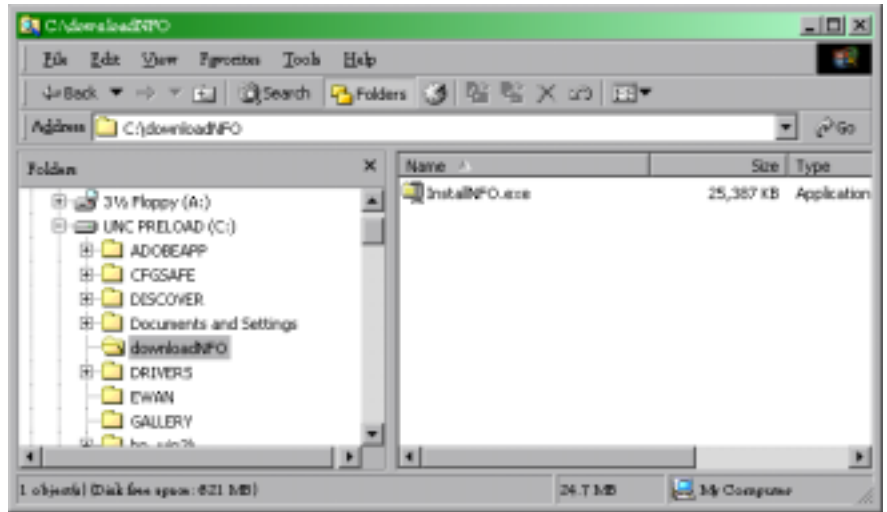 C:\downloadNFO
File Edit View Favorites Tools Help
Back Search Folders
Address C:\downloadNFO Go
Folders
3½ Floppy (A:)
UNC PRELOAD (C:)
ADOBEAPP
CFGSAFE
DISCOVER
Documents and Settings
downloadNFO
DRIVERS
EWAN
GALLERY
Name Size Type
InstallNFO.exe 25,387 KB Application
1 object(s) (Disk free space: 621 MB) 24.7 MB My Computer